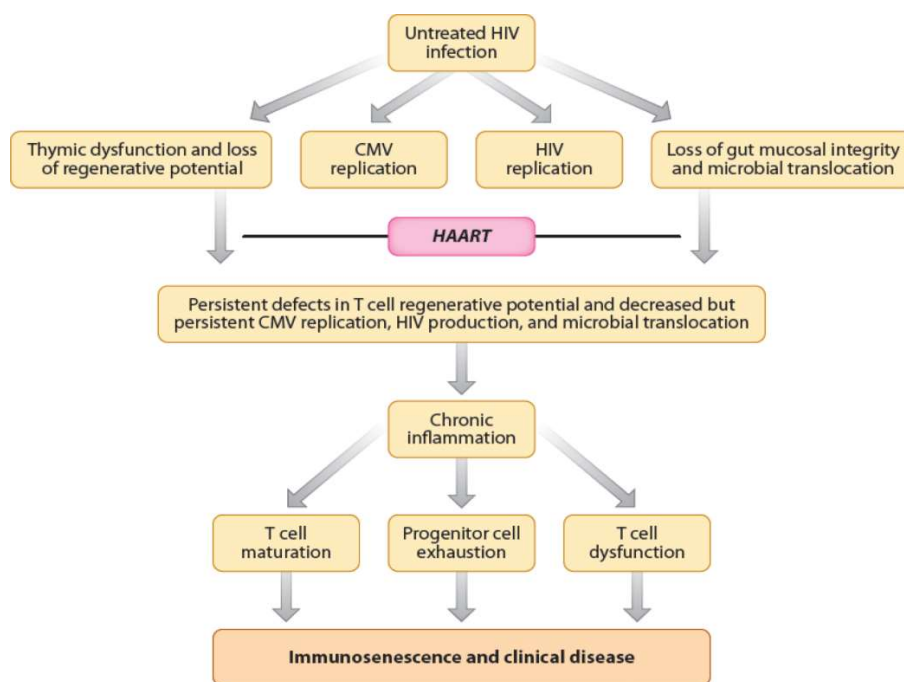 Untreated HIV
infection
Thymic dysfunction and loss
of regenerative potential
CMV
replication
HIV
replication
Loss of gut mucosal integrity
and microbial translocation
HAART
Persistent defects in T cell regenerative potential and decreased but
persistent CMV replication, HIV production, and microbial translocation
Chronic
inflammation
T cell
maturation
Progenitor cell
exhaustion
T cell
dysfunction
Immunosenescence and clinical disease